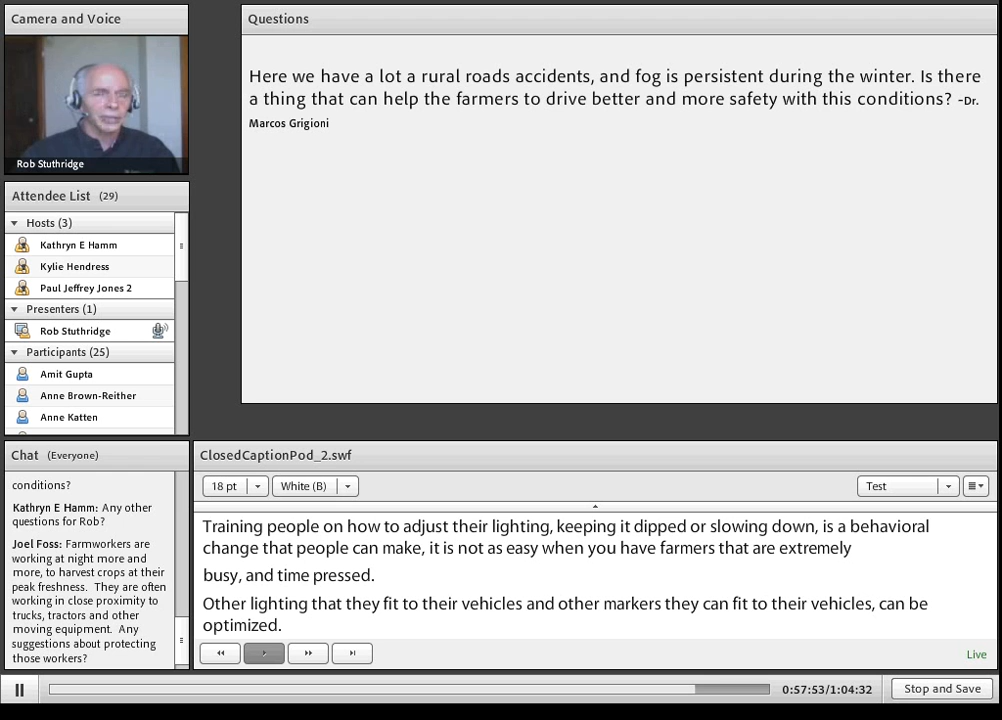 Camera and Voice
Rob Stuthridge
Attendee List (29)
Hosts (3)
Kathryn E Hamm
Kylie Hendress
Paul Jeffrey Jones 2
Presenters (1)
Rob Stuthridge
Participants (25)
Amit Gupta
Anne Brown-Reither
Anne Katten
Chat (Everyone)
conditions?
Kathryn E Hamm: Any other
questions for Rob?
Joel Foss: Farmworkers are
working at night more and
more, to harvest crops at their
peak freshness. They are often
working in close proximity to
trucks, tractors and other
moving equipment. Any
suggestions about protecting
those workers?
Questions
Here we have a lot a rural roads accidents, and fog is persistent during the winter. Is there
a thing that can help the farmers to drive better and more safety with this conditions? -Dr.
Marcos Grigioni
ClosedCaptionPod_2.swf
18 pt
White (B)
Test
Training people on how to adjust their lighting, keeping it dipped or slowing down, is a behavioral
change that people can make, it is not as easy when you have farmers that are extremely
busy, and time pressed.
Other lighting that they fit to their vehicles and other markers they can fit to their vehicles, can be
optimized.
Live
0:57:53/1:04:32
Stop and Save